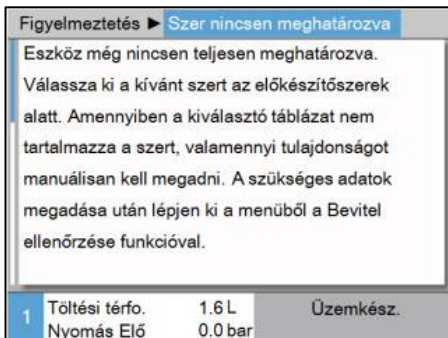 Figyelmeztetés ▶ Szer nincsen meghatározva
Eszköz még nincsen teljesen meghatározva.
Válassza ki a kívánt szert az előkészítőszerek
alatt. Amennyiben a kiválasztó táblázat nem
tartalmazza a szert, valamennyi tulajdonságot
manuálisan kell megadni. A szükséges adatok
megadása után lépjen ki a menüből a Bevitel
ellenőrzése funkcióval.
1 Töltési térfo. 1.6 L Üzemkész.
Nyomás Elő 0.0 bar